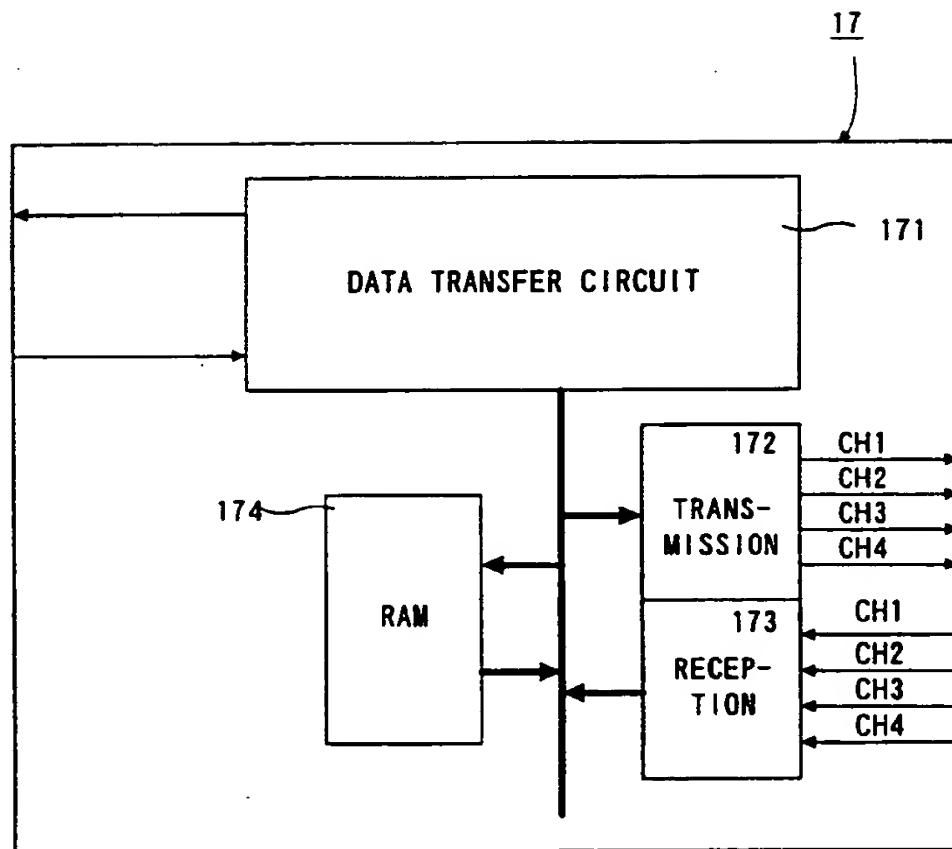 17
171
DATA TRANSFER CIRCUIT
172
TRANS-
MISSION
CH1
CH2
CH3
CH4
174
RAM
173
RECEP-
TION
CH1
CH2
CH3
CH4